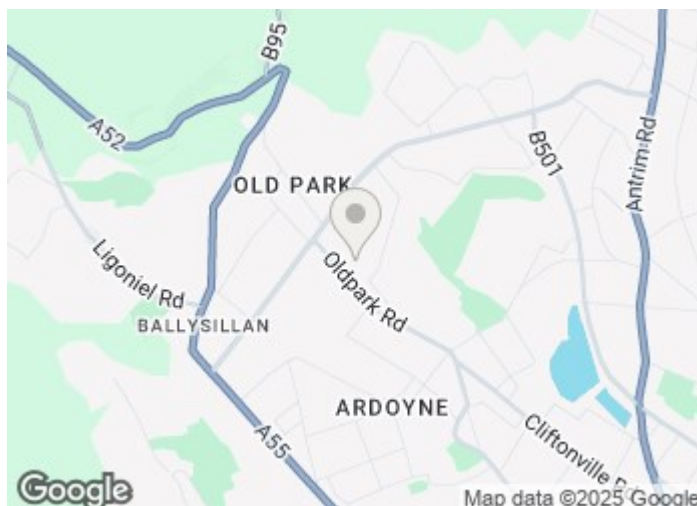 B95
A52
OLD PARK
B501
Antrim Rd
Ligoniel Rd
Oldpark Rd
BALLYSILLAN
ARDOYNE
A55
Cliftonville Rd
Google
Map data ©2025 Google